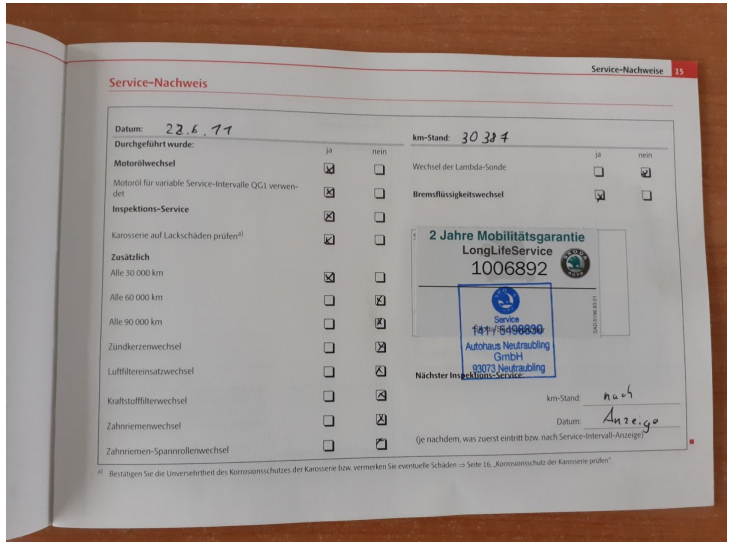 Service-Nachweise 15
Service-Nachweis
Datum: 22.6.11
km-Stand: 30387
Durchgeführt wurde:
ja nein
ja nein
Motorölwechsel
Wechsel der Lambda-Sonde
Motoröl für variable Service-Intervalle QG1 verwen-
det
Bremsflüssigkeitswechsel
Inspektions-Service
Karosserie auf Lackschäden prüfen a)
Zusätzlich
Alle 30 000 km
Alle 60 000 km
Alle 90 000 km
Zündkerzenwechsel
Luftfiltereinsatzwechsel
Kraftstofffilterwechsel
Zahnriemenwechsel
Zahnriemen-Spannrollenwechsel
2 Jahre Mobilitätsgarantie
LongLifeService
1006892
SKODA
AUTO
Service
Autohaus Neutraubling
GmbH
93073 Neutraubling
Nächster Inspektions-Service:
km-Stand: nach
Datum: Anzeige
(je nachdem, was zuerst eintritt bzw. nach Service-Intervall-Anzeige)
a) Bestätigen Sie die Unversehrtheit des Korrosionsschutzes der Karosserie bzw. vermerken Sie eventuelle Schäden ⇒ Seite 16, „Korrosionsschutz der Karosserie prüfen“.